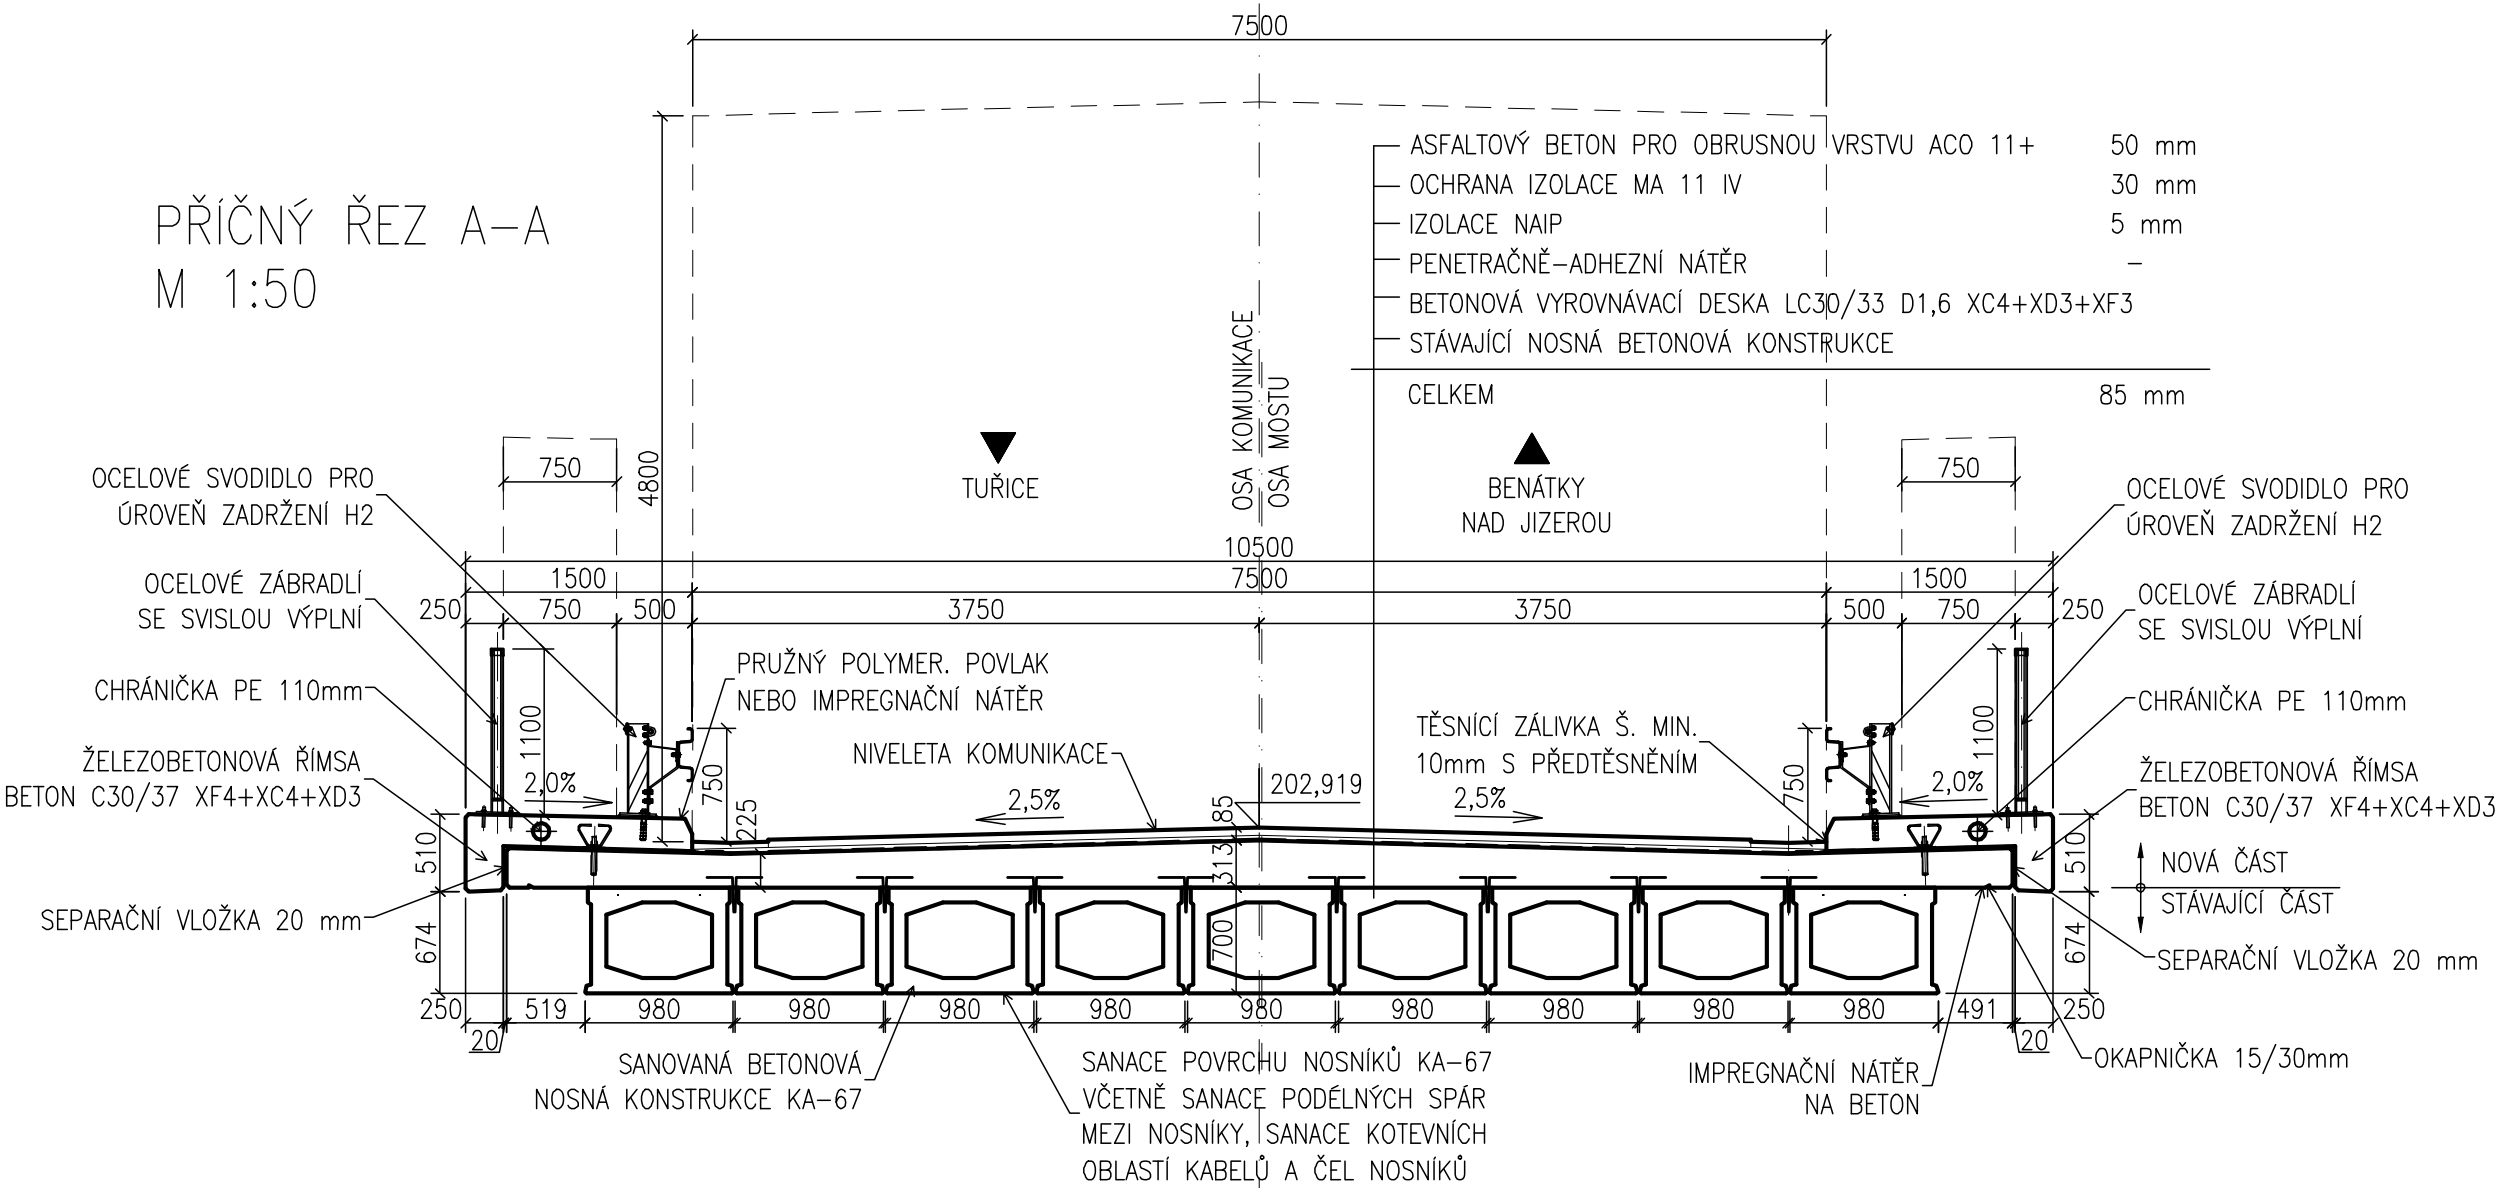 7500
PŘÍČNÝ ŘEZ A-A
M 1:50
ASFALTOVÝ BETON PRO OBRUSNOU VRSTVU ACO 11+ 50 mm
OCHRANA IZOLACE MA 11 IV 30 mm
IZOLACE NAIP 5 mm
PENETRAČNĚ-ADHEZNÍ NÁTĚR -
BETONOVÁ VYROVNÁVACÍ DESKA LC30/33 D1,6 XC4+XD3+XF3
STÁVAJÍCÍ NOSNÁ BETONOVÁ KONSTRUKCE
CELKEM 85 mm
OSA KOMUNIKACE
OSA MOSTU
4800
TUŘICE
BENÁTKY
NAD JIZEROU
750
750
OCELOVÉ SVODIDLO PRO
ÚROVEŇ ZADRŽENÍ H2
OCELOVÉ SVODIDLO PRO
ÚROVEŇ ZADRŽENÍ H2
10500
1500 7500 1500
250 750 500 3750 3750 500 750 250
OCELOVÉ ZÁBRADLÍ
SE SVISLOU VÝPLNÍ
OCELOVÉ ZÁBRADLÍ
SE SVISLOU VÝPLNÍ
CHRÁNIČKA PE 110mm
CHRÁNIČKA PE 110mm
PRUŽNÝ POLYMER. POVLAK
NEBO IMPREGNAČNÍ NÁTĚR
NIVELETA KOMUNIKACE
TĚSNÍCÍ ZÁLIVKA Š. MIN.
10mm S PŘEDTĚSNĚNÍM
1100
1100
750
750
ŽELEZOBETONOVÁ ŘÍMSA
BETON C30/37 XF4+XC4+XD3
ŽELEZOBETONOVÁ ŘÍMSA
BETON C30/37 XF4+XC4+XD3
2,0% 2,5% 202,919 2,5% 2,0%
225
85
313
700
510
674
510
674
NOVÁ ČÁST
STÁVAJÍCÍ ČÁST
SEPARAČNÍ VLOŽKA 20 mm
SEPARAČNÍ VLOŽKA 20 mm
250 519 980 980 980 980 980 980 980 980 980 491 250
20
20
SANOVANÁ BETONOVÁ
NOSNÁ KONSTRUKCE KA-67
SANACE POVRCHU NOSNÍKŮ KA-67
VČETNĚ SANACE PODÉLNÝCH SPÁR
MEZI NOSNÍKY, SANACE KOTEVNÍCH
OBLASTÍ KABELŮ A ČEL NOSNÍKŮ
IMPREGNAČNÍ NÁTĚR
NA BETON
OKAPNIČKA 15/30mm